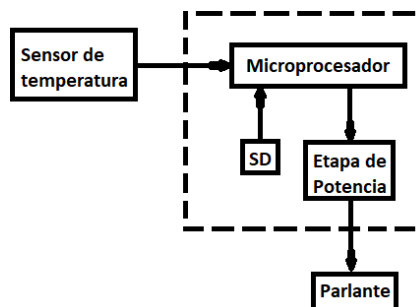 Sensor de
temperatura
Microprocesador
SD
Etapa de
Potencia
Parlante